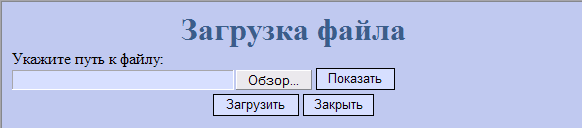 Загрузка файла
Укажите путь к файлу:
Обзор... Показать
Загрузить Закрыть